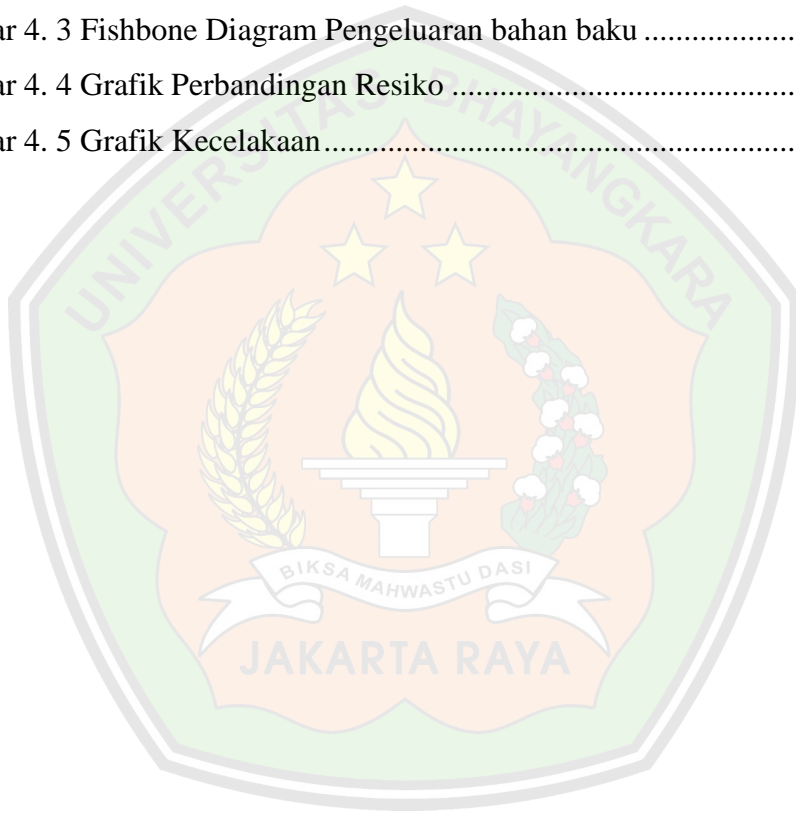 ar 4. 3 Fishbone Diagram Pengeluaran bahan baku ..................
ar 4. 4 Grafik Perbandingan Resiko ..........................................
ar 4. 5 Grafik Kecelakaan.........................................................
UNIVERSITAS BHAYANGKARA
BIKSA MAHWASTU DASI
JAKARTA RAYA